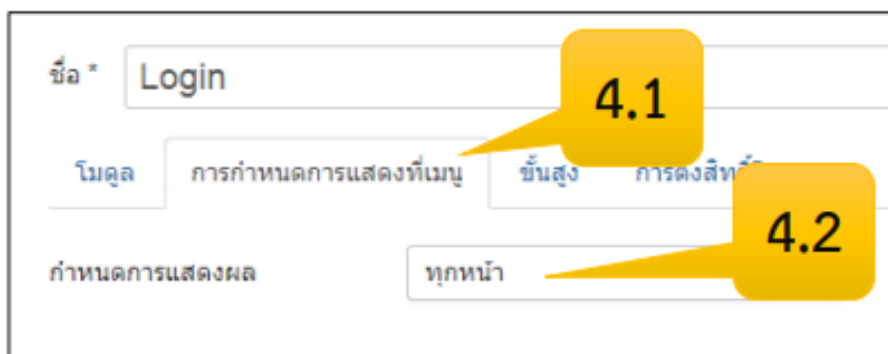 ชื่อ * Login
4.1
โมดูล การกำหนดการแสดงที่เมนู ขั้นสูง
4.2
กำหนดการแสดงผล ทุกหน้า